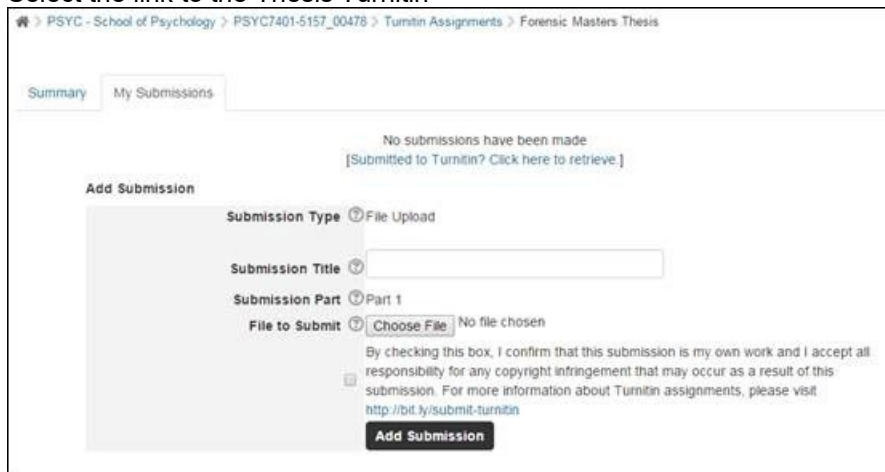 Select the link to the Thesis Turnitin
> PSYC - School of Psychology > PSYC7401-5157_00478 > Turnitin Assignments > Forensic Masters Thesis
Summary My Submissions
No submissions have been made
[Submitted to Turnitin? Click here to retrieve.]
Add Submission
Submission Type ? File Upload
Submission Title ?
Submission Part ? Part 1
File to Submit ? Choose File No file chosen
By checking this box, I confirm that this submission is my own work and I accept all
responsibility for any copyright infringement that may occur as a result of this
submission. For more information about Turnitin assignments, please visit
http://bit.ly/submit-turnitin
Add Submission